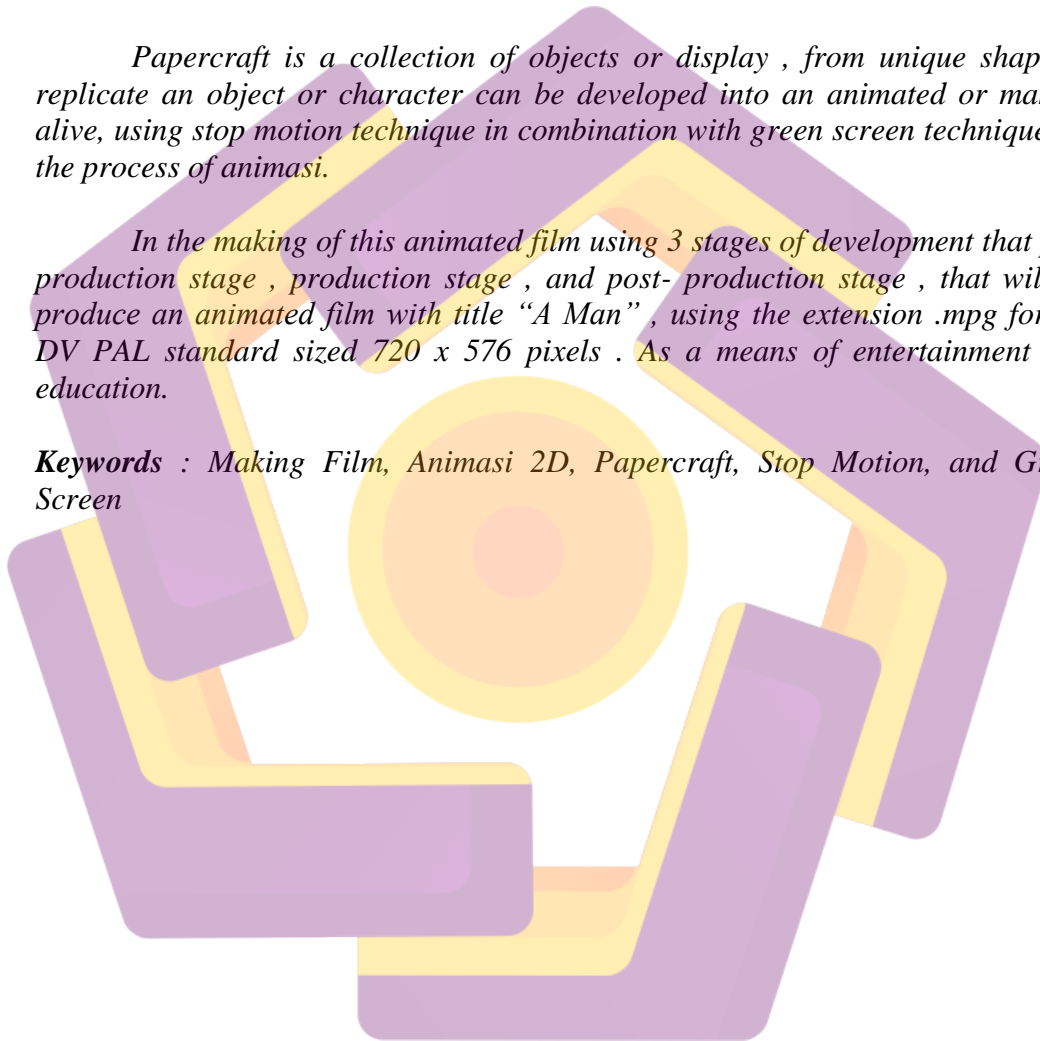 Papercraft is a collection of objects or display , from unique
replicate an object or character can be developed into an animated or
alive, using stop motion technique in combination with green screen technique
the process of animasi.
In the making of this animated film using 3 stages of development that
production stage , production stage , and post- production stage , that
produce an animated film with title “A Man” , using the extension .mpg
DV PAL standard sized 720 x 576 pixels . As a means of entertainment
education.
Keywords : Making Film, Animasi 2D, Papercraft, Stop Motion, and
Screen